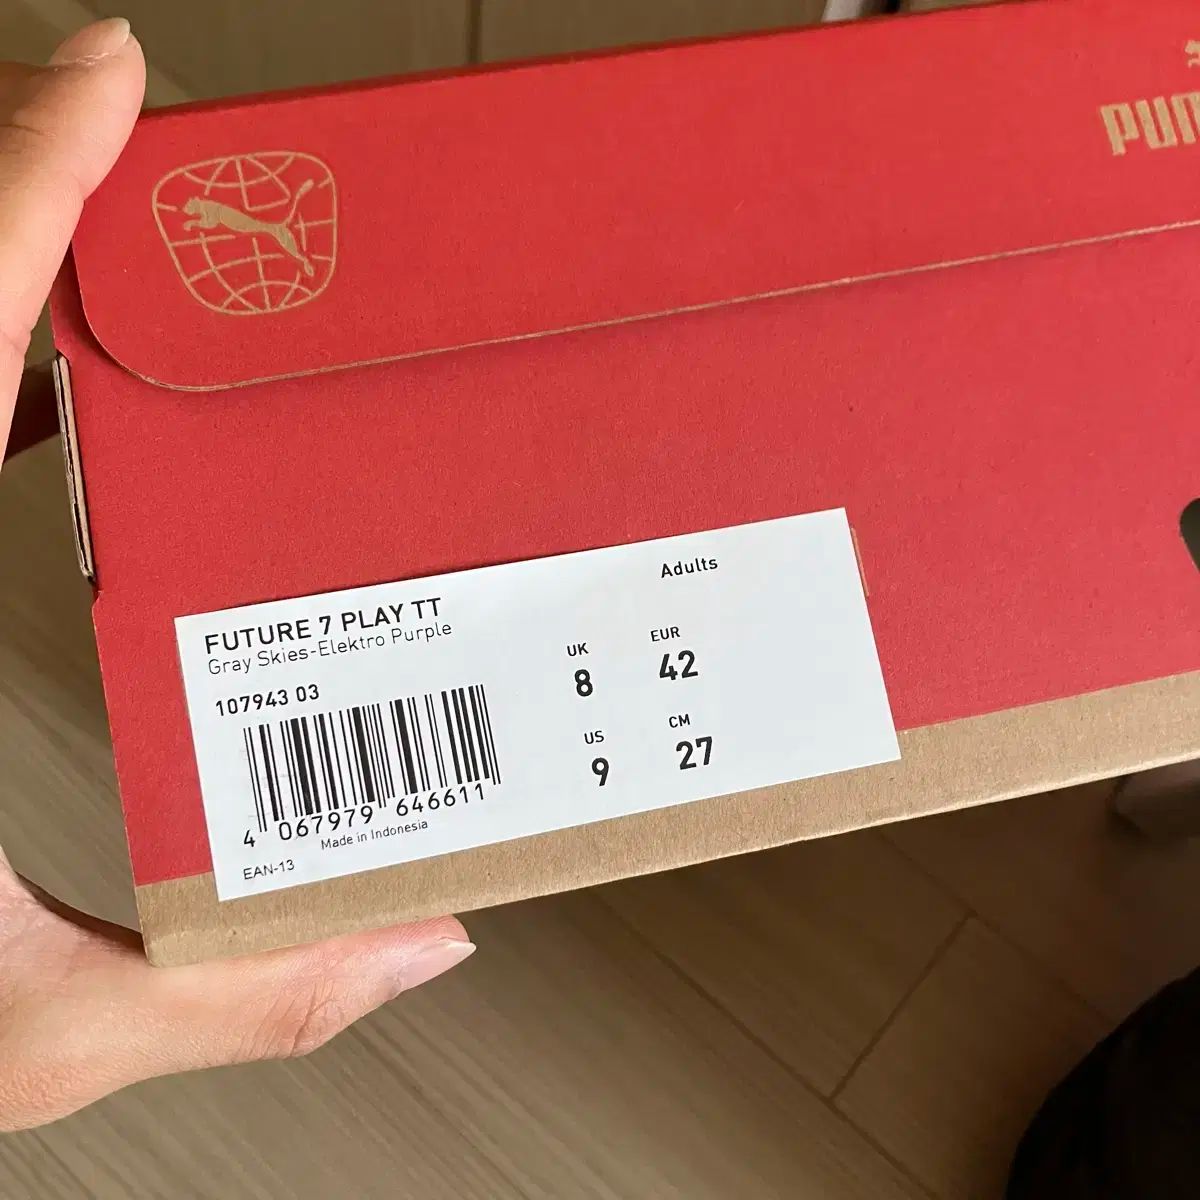 Adults
FUTURE 7 PLAY TT
Gray Skies-Elektro Purple
107943 03
UK
8
EUR
42
US
9
CM
27
4 067979 646611
Made in Indonesia
EAN-13